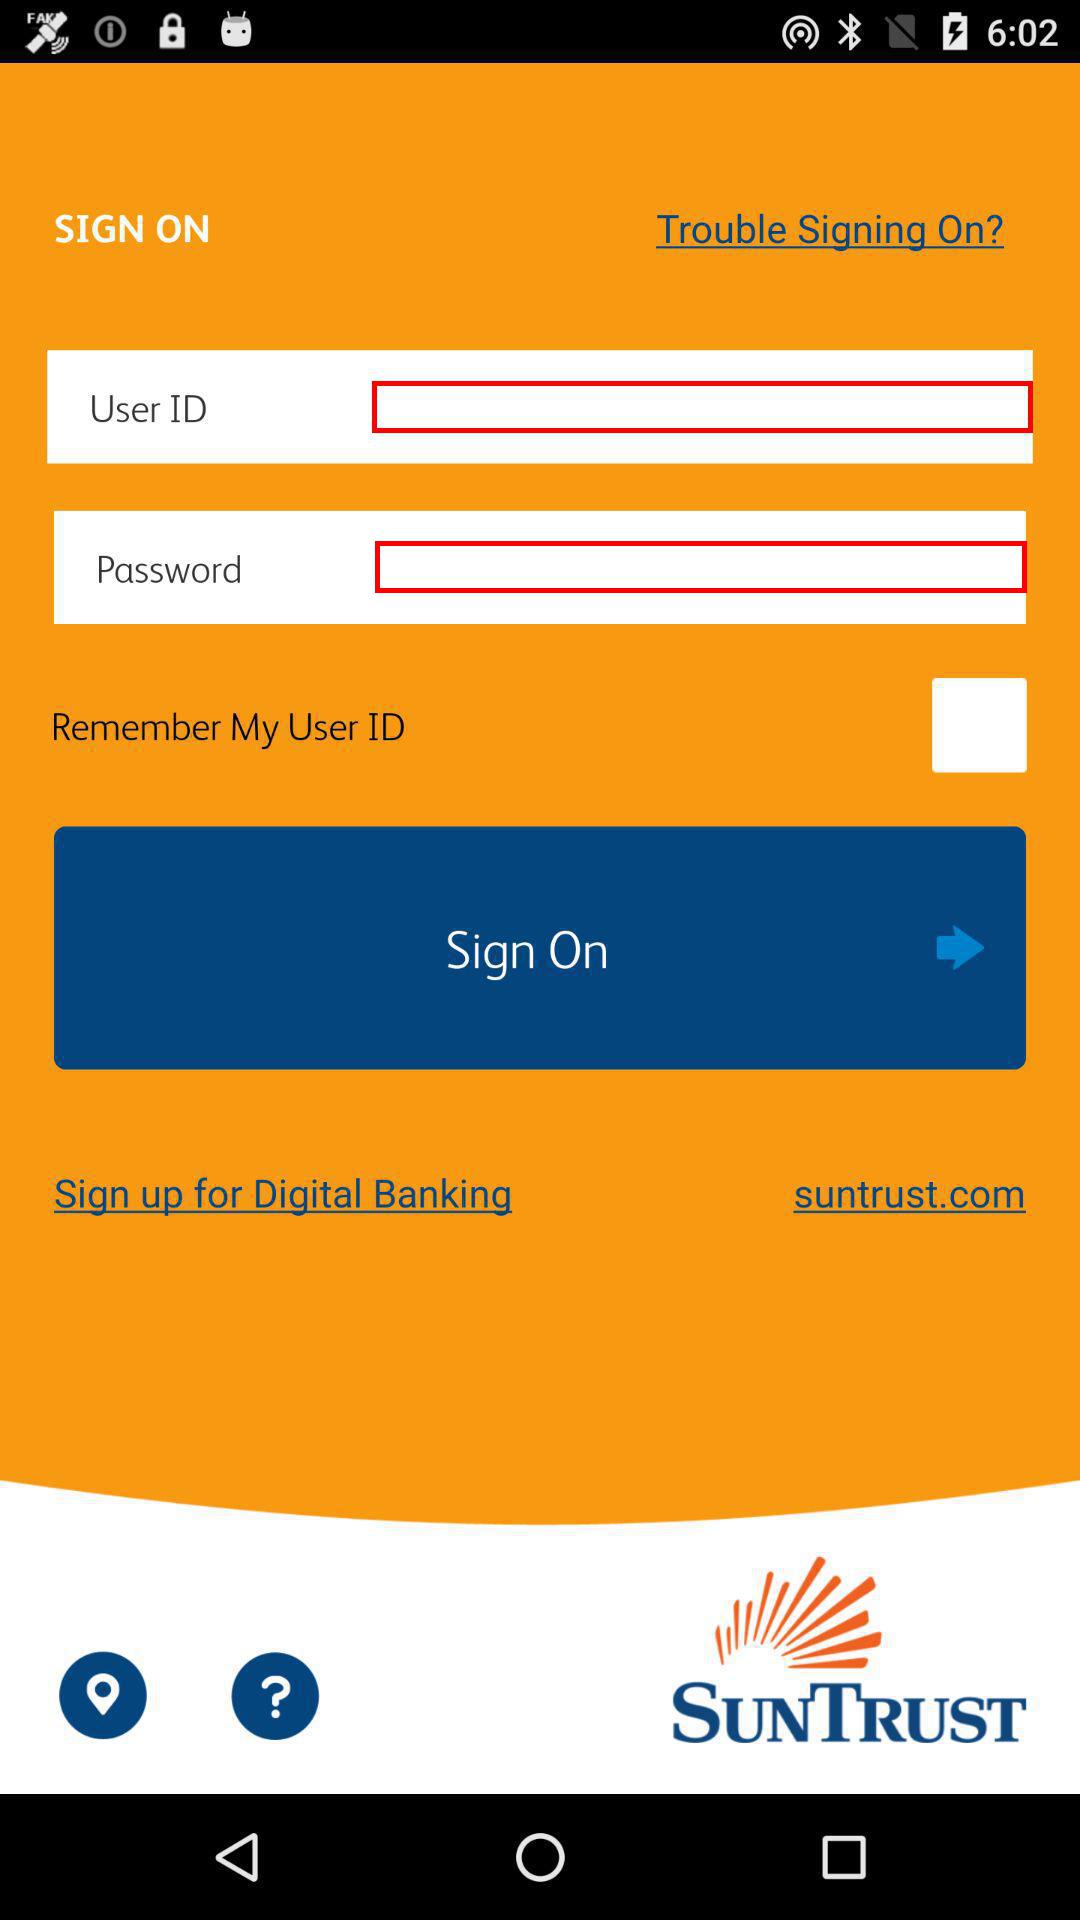 FAKE
6:02
SIGN ON
Trouble Signing On?
User ID
Password
Remember My User ID
Sign On
Sign up for Digital Banking
suntrust.com
?
SUNTRUST